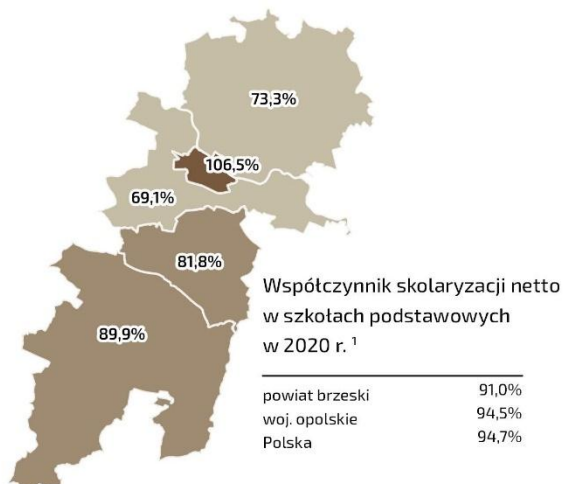 73,3%
106,5%
69,1%
81,8%
89,9%
Współczynnik skolaryzacji netto
w szkołach podstawowych
w 2020 r. ¹
powiat brzeski 91,0%
woj. opolskie 94,5%
Polska 94,7%